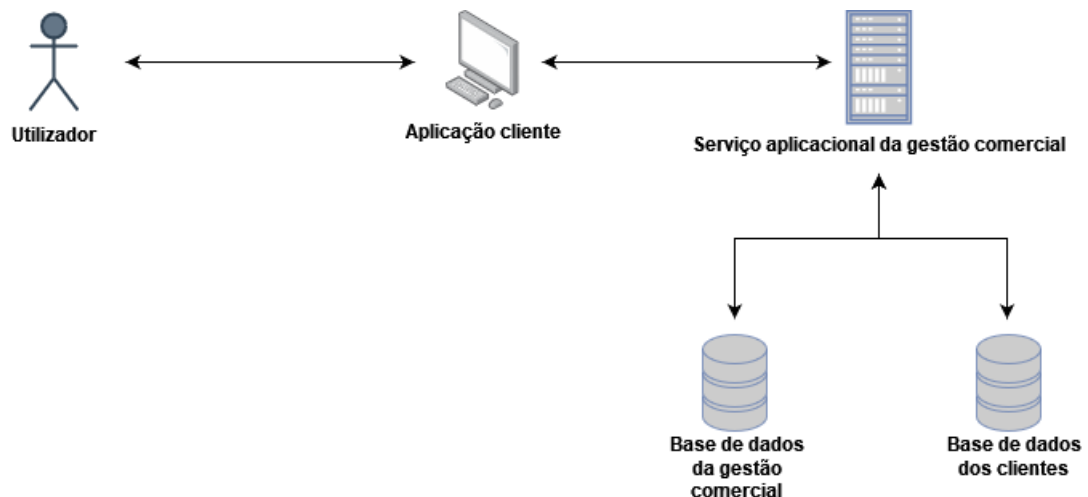 Utilizador
Aplicação cliente
Serviço aplicacional da gestão comercial
Base de dados
da gestão
comercial
Base de dados
dos clientes